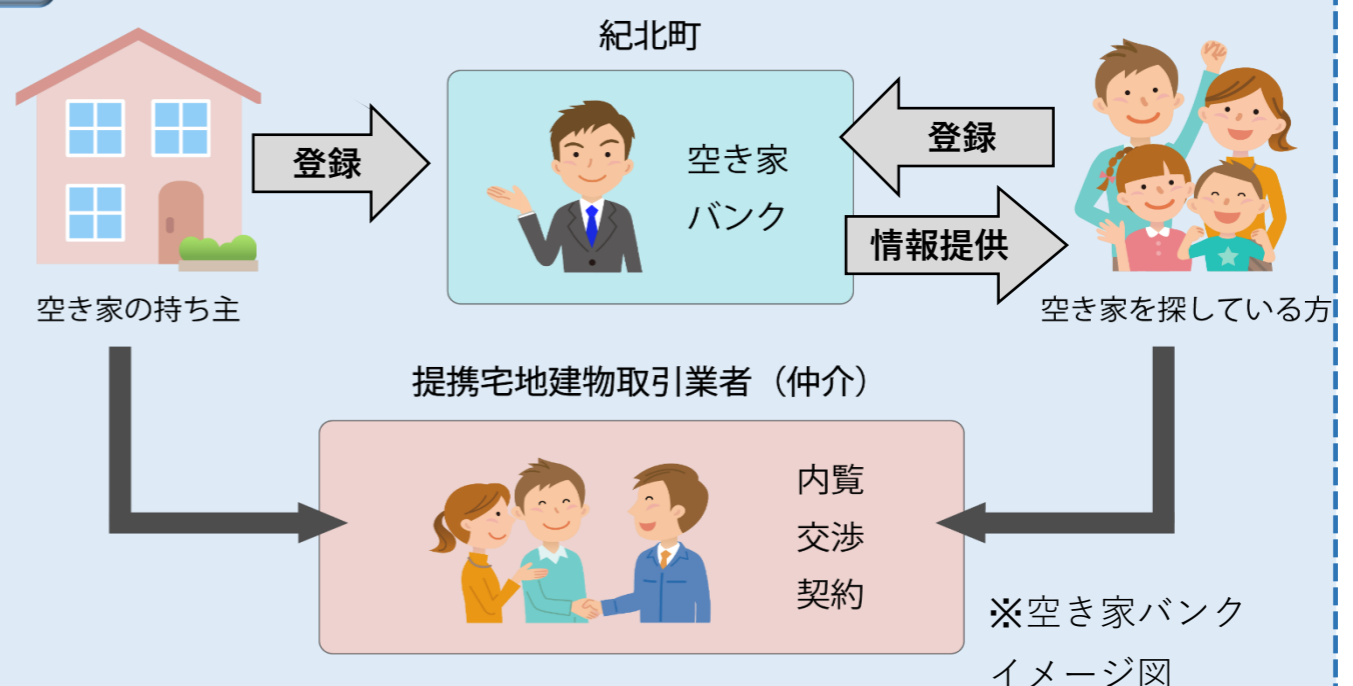 紀北町
登録
空き家
バンク
登録
情報提供
空き家の持ち主
空き家を探している方
提携宅地建物取引業者（仲介）
内覧
交渉
契約
※空き家バンク
イメージ図